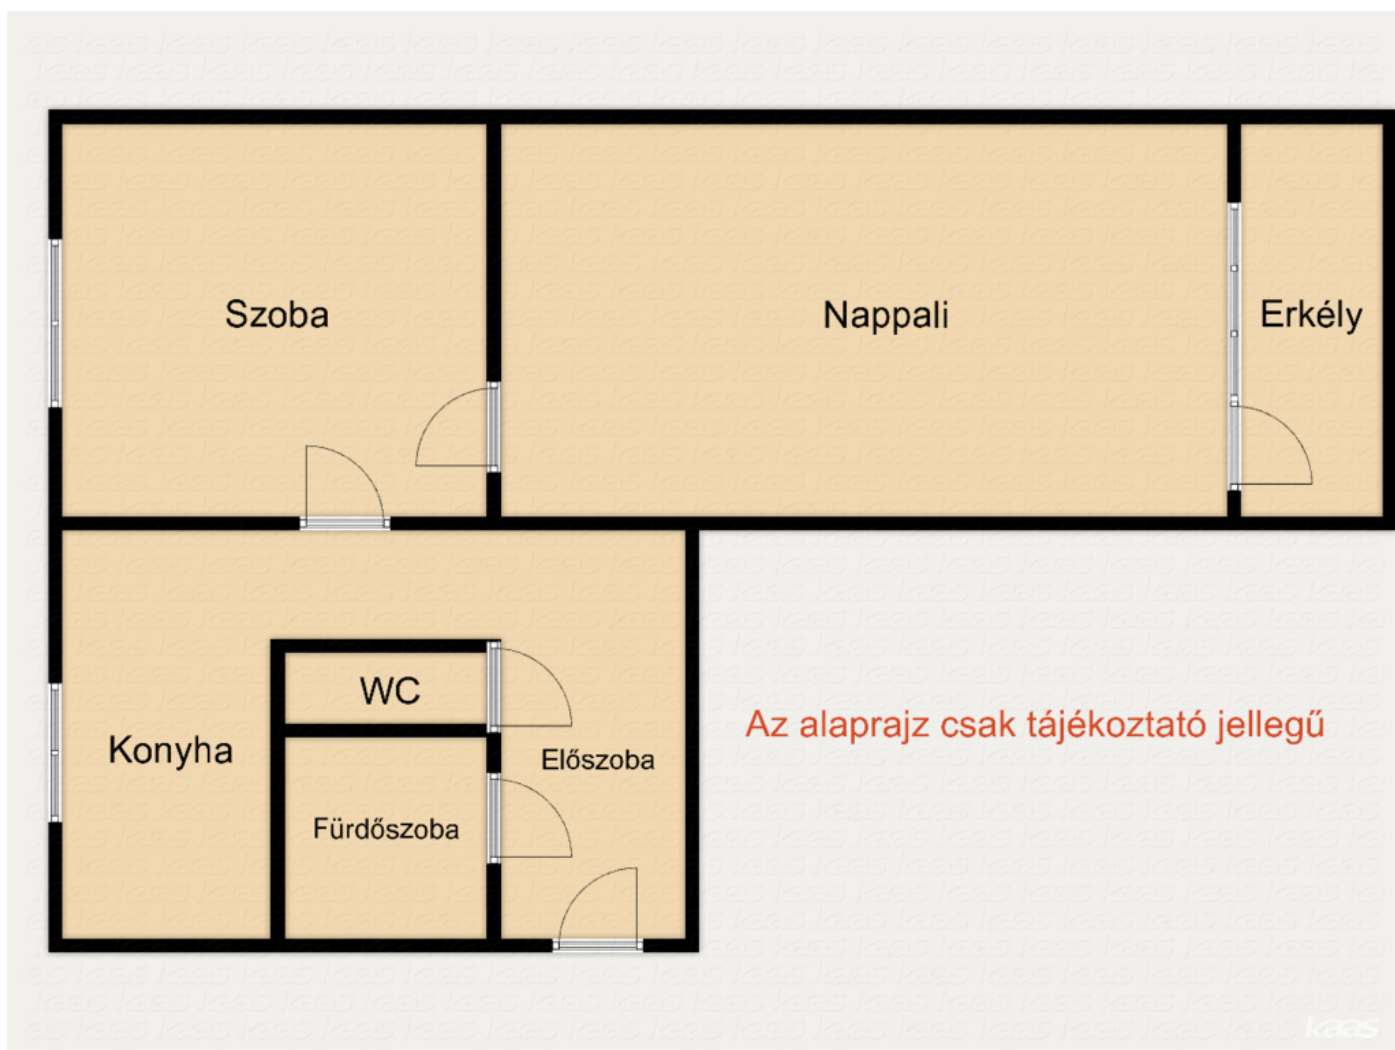 Szoba
Nappali
Erkély
WC
Konyha
Előszoba
Fürdőszoba
Az alaprajz csak tájékoztató jellegű
kaas